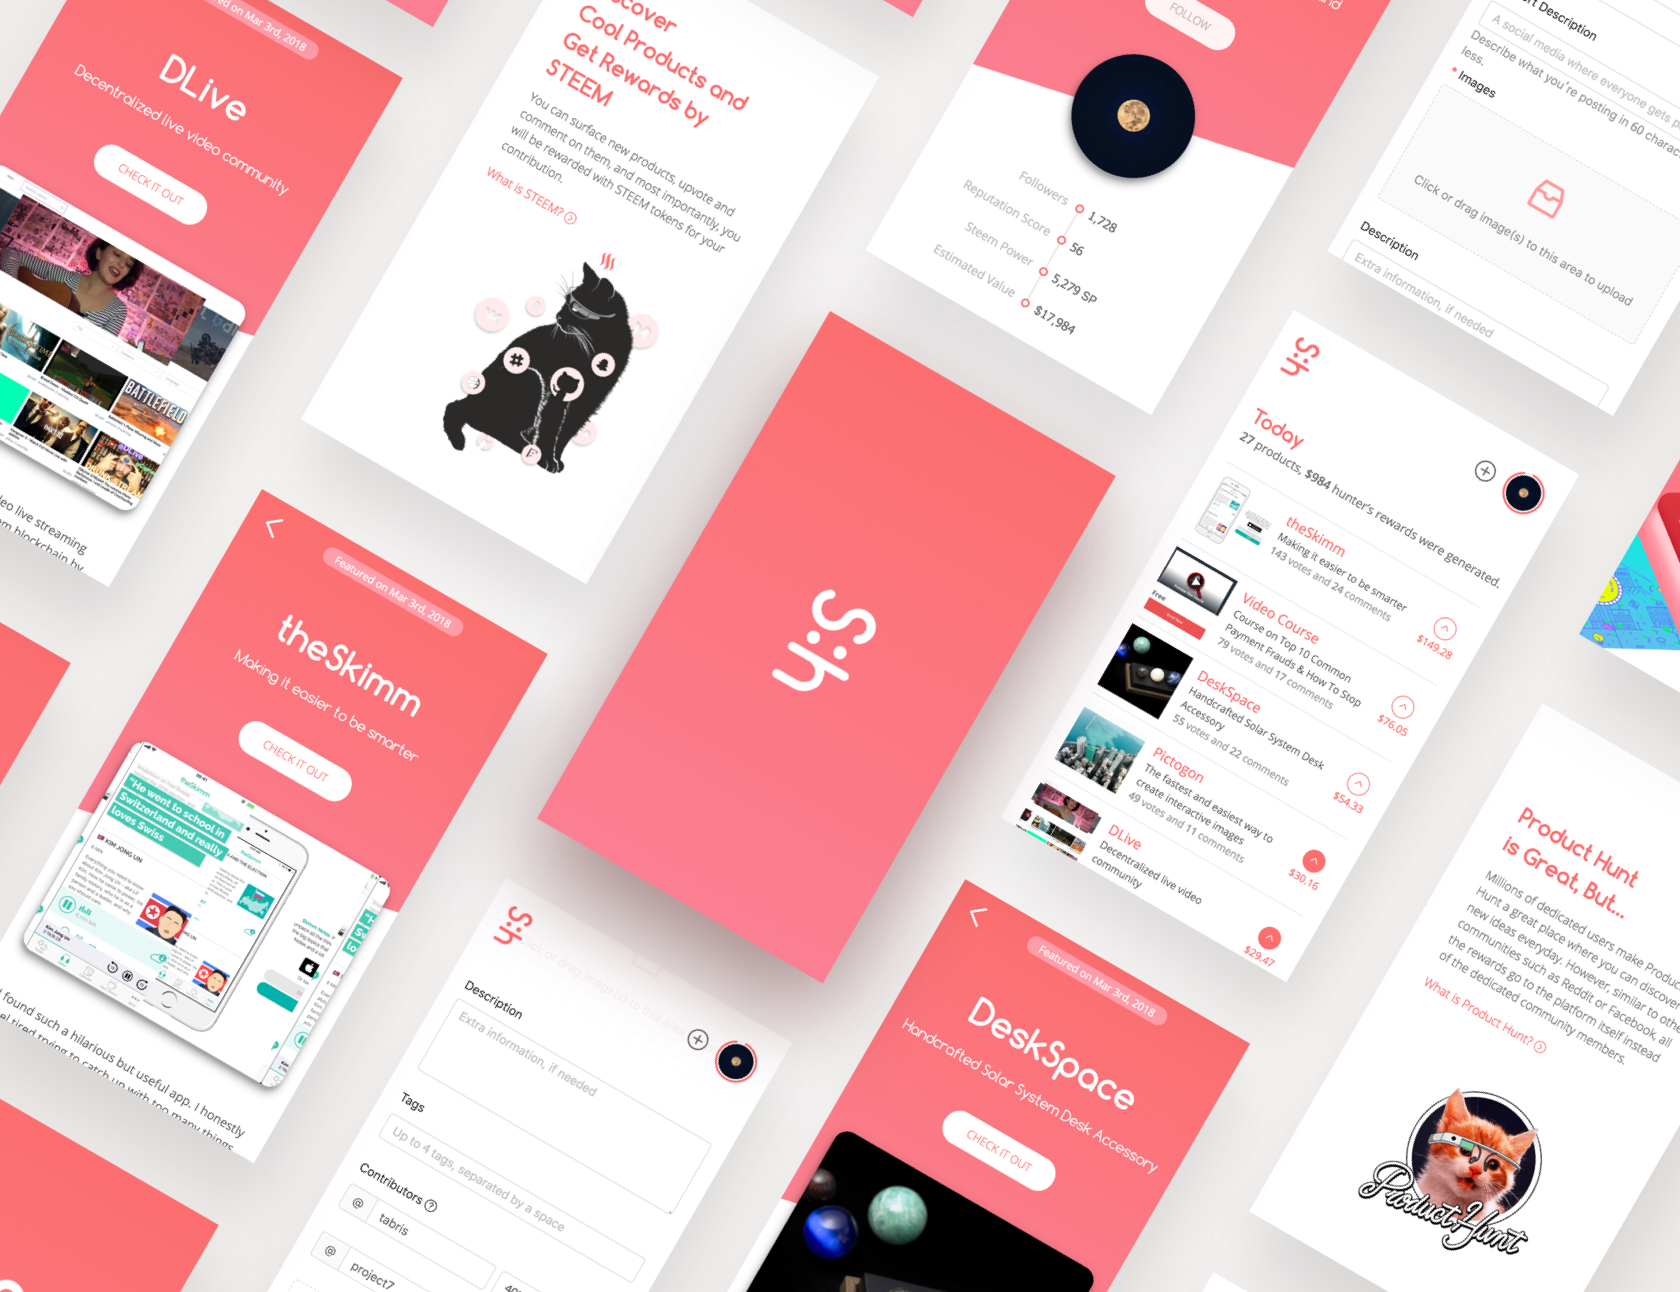 ed on Mar 3rd, 2018
DLive
Decentralized live video community
CHECK IT OUT
BATTLEFIELD
eo live streaming
m blockchain by
scover
Cool Products and
Get Rewards by
STEEM
You can surface new products, upvote and
comment on them, and most importantly, you
will be rewarded with STEEM tokens for your
contribution.
What is STEEM?
FOLLOW
Followers
1,728
Reputation Score
56
Steem Power
5,279 SP
Estimated Value
$17,984
rt Description
A social media where everyone gets p
Describe what you're posting in 60 charac
less.
* Images
Click or drag image(s) to this area to upload
Description
Extra information, if needed
Today
27 products, $984 hunter's rewards were generated.
theSkimm
Making it easier to be smarter
143 votes and 24 comments
$149.28
Video Course
Course on Top 10 Common
Payment Frauds & How To Stop
79 votes and 17 comments
$76.05
Free
DeskSpace
Handcrafted Solar System Desk
Accessory
55 votes and 22 comments
$54.33
Pictogon
The fastest and easiest way to
create interactive images
49 votes and 11 comments
$30.16
DLive
Decentralized live video
community
$29.47
Featured on Mar 3rd, 2018
theSkimm
Making it easier to be smarter
CHECK IT OUT
theSkimm
"He went to school in
Switzerland and really
loves Swiss
KIM JONG UN
found such a hilarious but useful app. I honestly
el tired trying to catch up with too many things
Click or drag image(s) to this area
Description
Extra information, if needed
Tags
Up to 4 tags, separated by a space
Contributors
@ tabris
@ project7
Featured on Mar 3rd, 2018
DeskSpace
Handcrafted Solar System Desk Accessory
CHECK IT OUT
Product Hunt
is Great, But...
Millions of dedicated users make Produc
Hunt a great place where you can discover
new ideas everyday. However, similar to othe
communities such as Reddit or Facebook, all
the rewards go to the platform itself instead
of the dedicated community members.
What is Product Hunt?
Product Hunt